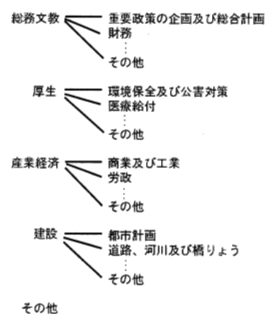 総務文教 重要政策の企画及び総合計画
財務
その他
厚生 環境保全及び公害対策
医療給付
その他
産業経済 商業及び工業
労政
その他
建設 都市計画
道路、河川及び橋りょう
その他
その他